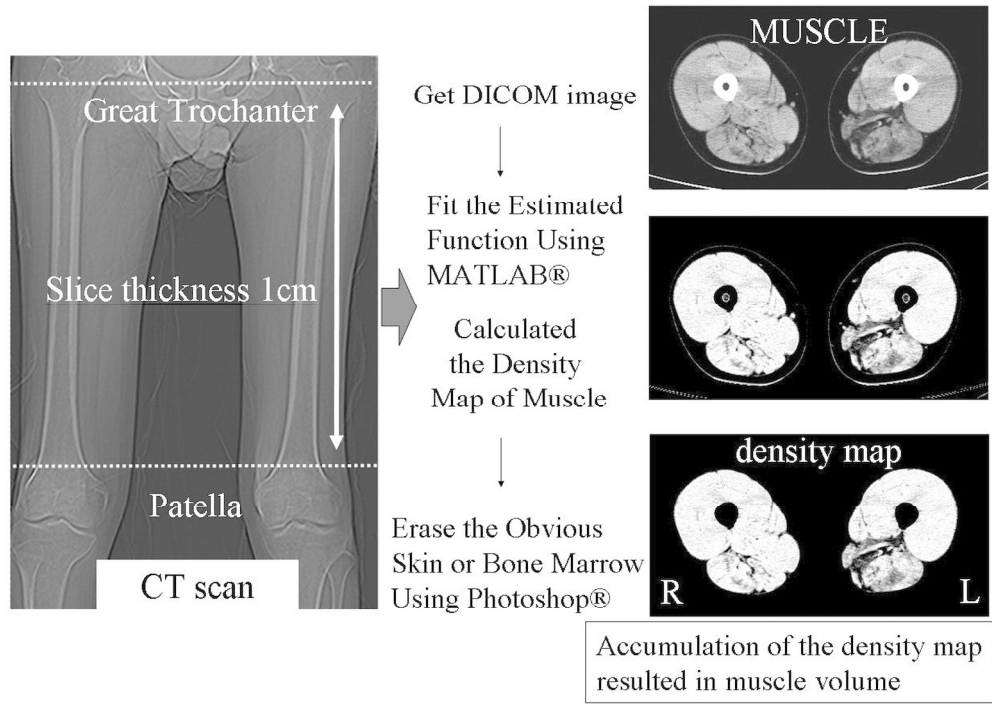 Great Trochanter
Slice thickness 1cm
Patella
CT scan
Get DICOM image
Fit the Estimated
Function Using
MATLAB®
Calculated
the Density
Map of Muscle
Erase the Obvious
Skin or Bone Marrow
Using Photoshop®
MUSCLE
density map
R
L
Accumulation of the density map
resulted in muscle volume